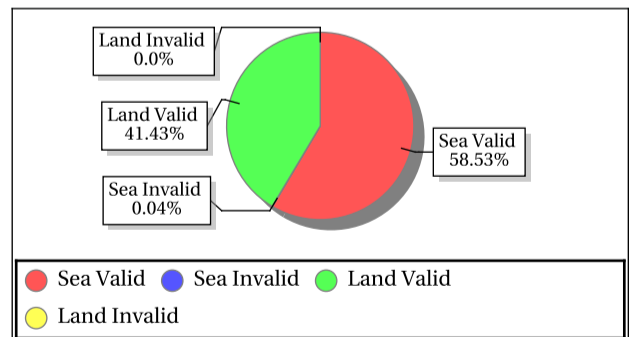 Land Invalid
0.0%
Land Valid
41.43%
Sea Valid
58.53%
Sea Invalid
0.04%
Sea Valid
Sea Invalid
Land Valid
Land Invalid